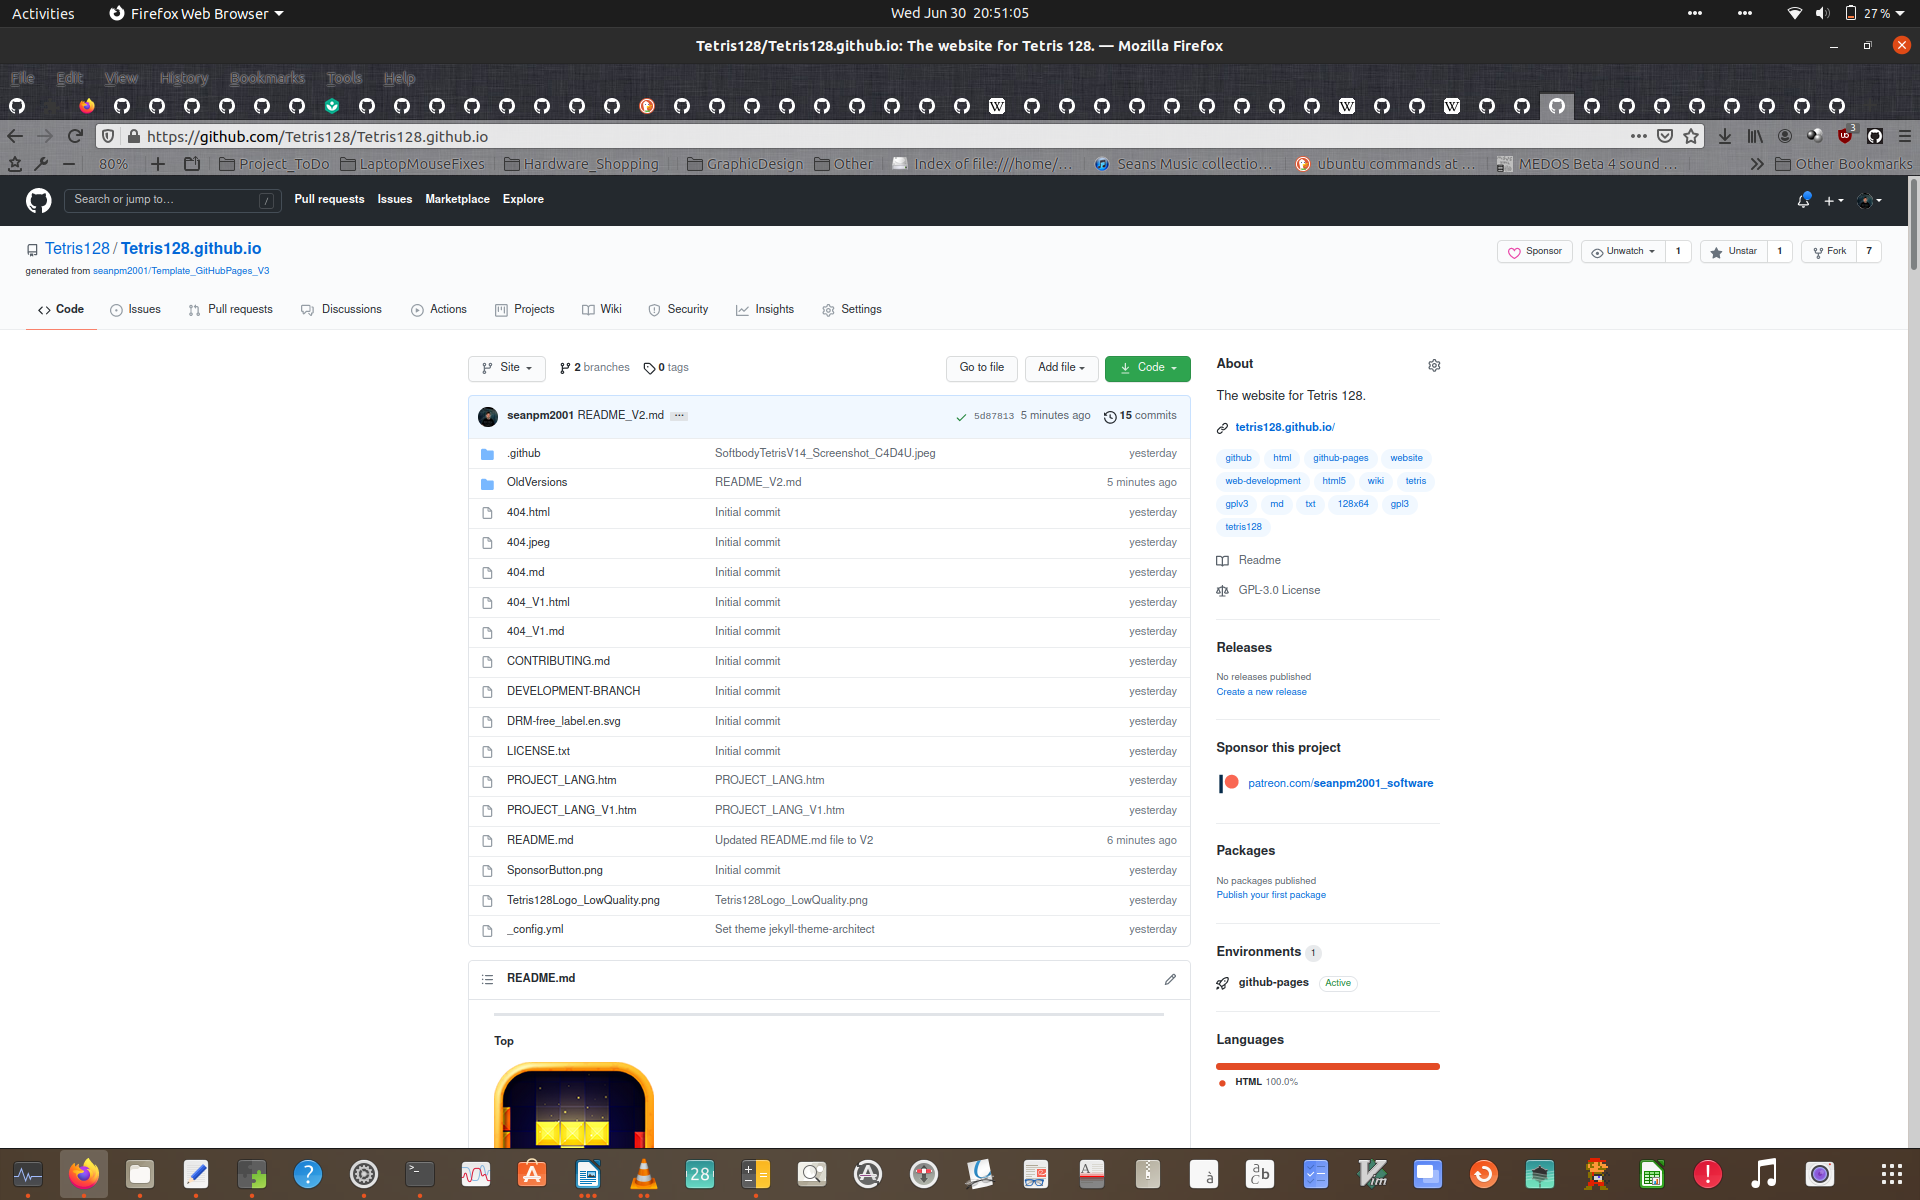 Activities Firefox Web Browser Wed Jun 30 20:51:05 27 %
Tetris128/Tetris128.github.io: The website for Tetris 128. — Mozilla Firefox
File Edit View History Bookmarks Tools Help
https://github.com/Tetris128/Tetris128.github.io 3
80% Project_ToDo LaptopMouseFixes Hardware_Shopping GraphicDesign Other Index of file:///home/... Seans Music collectio... ubuntu commands at ... MEDOS Beta 4 sound ... Other Bookmarks
Search or jump to... / Pull requests Issues Marketplace Explore
Tetris128 / Tetris128.github.io Sponsor Unwatch 1 Unstar 1 Fork 7
generated from seanpm2001/Template_GitHubPages_V3
Code Issues Pull requests Discussions Actions Projects Wiki Security Insights Settings
Site 2 branches 0 tags Go to file Add file Code
seanpm2001 README_V2.md ... 5d87813 5 minutes ago 15 commits
.github SoftbodyTetrisV14_Screenshot_C4D4U.jpeg yesterday
OldVersions README_V2.md 5 minutes ago
404.html Initial commit yesterday
404.jpeg Initial commit yesterday
404.md Initial commit yesterday
404_V1.html Initial commit yesterday
404_V1.md Initial commit yesterday
CONTRIBUTING.md Initial commit yesterday
DEVELOPMENT-BRANCH Initial commit yesterday
DRM-free_label.en.svg Initial commit yesterday
LICENSE.txt Initial commit yesterday
PROJECT_LANG.htm PROJECT_LANG.htm yesterday
PROJECT_LANG_V1.htm PROJECT_LANG_V1.htm yesterday
README.md Updated README.md file to V2 6 minutes ago
SponsorButton.png Initial commit yesterday
Tetris128Logo_LowQuality.png Tetris128Logo_LowQuality.png yesterday
_config.yml Set theme jekyll-theme-architect yesterday
README.md
Top
About
The website for Tetris 128.
tetris128.github.io/
github html github-pages website
web-development html5 wiki tetris
gplv3 md txt 128x64 gpl3
tetris128
Readme
GPL-3.0 License
Releases
No releases published
Create a new release
Sponsor this project
patreon.com/seanpm2001_software
Packages
No packages published
Publish your first package
Environments 1
github-pages Active
Languages
HTML 100.0%
28